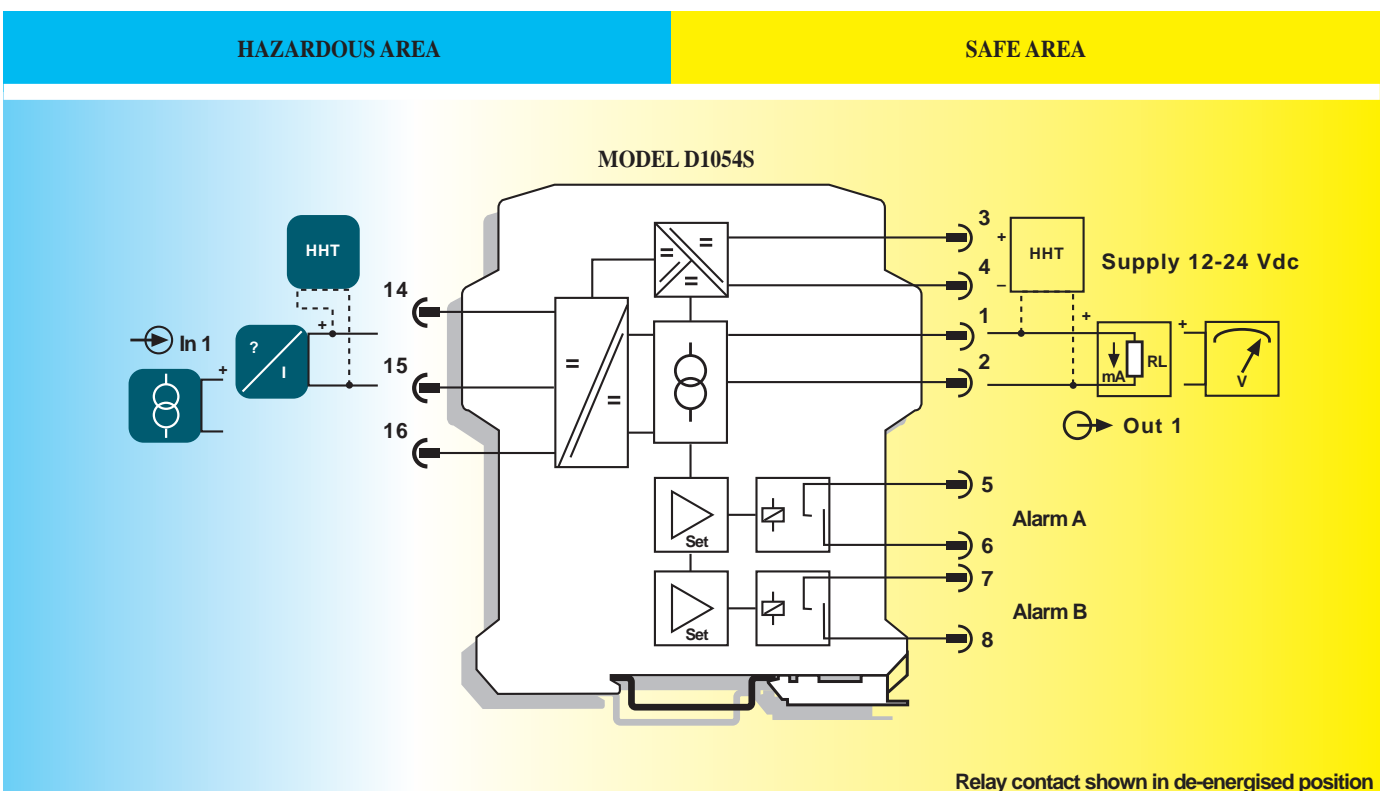 HAZARDOUS AREA
SAFE AREA
MODEL D1054S
3
+
HHT
Supply 12-24 Vdc
4
–
HHT
14
+
In 1
?
I
+
15
16
=
=
=
=
=
1
+
2
mA
RL
+
V
Out 1
Set
5
Alarm A
6
Set
7
Alarm B
8
Relay contact shown in de-energised position